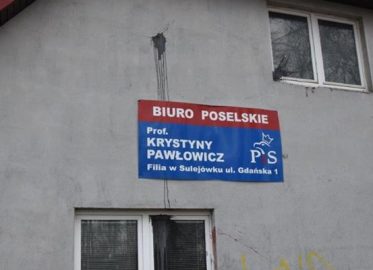 BIURO POSELSKIE
Prof.
KRYSTYNY
PAWŁOWICZ
PiS
Filia w Sulejówku ul. Gdańska 1